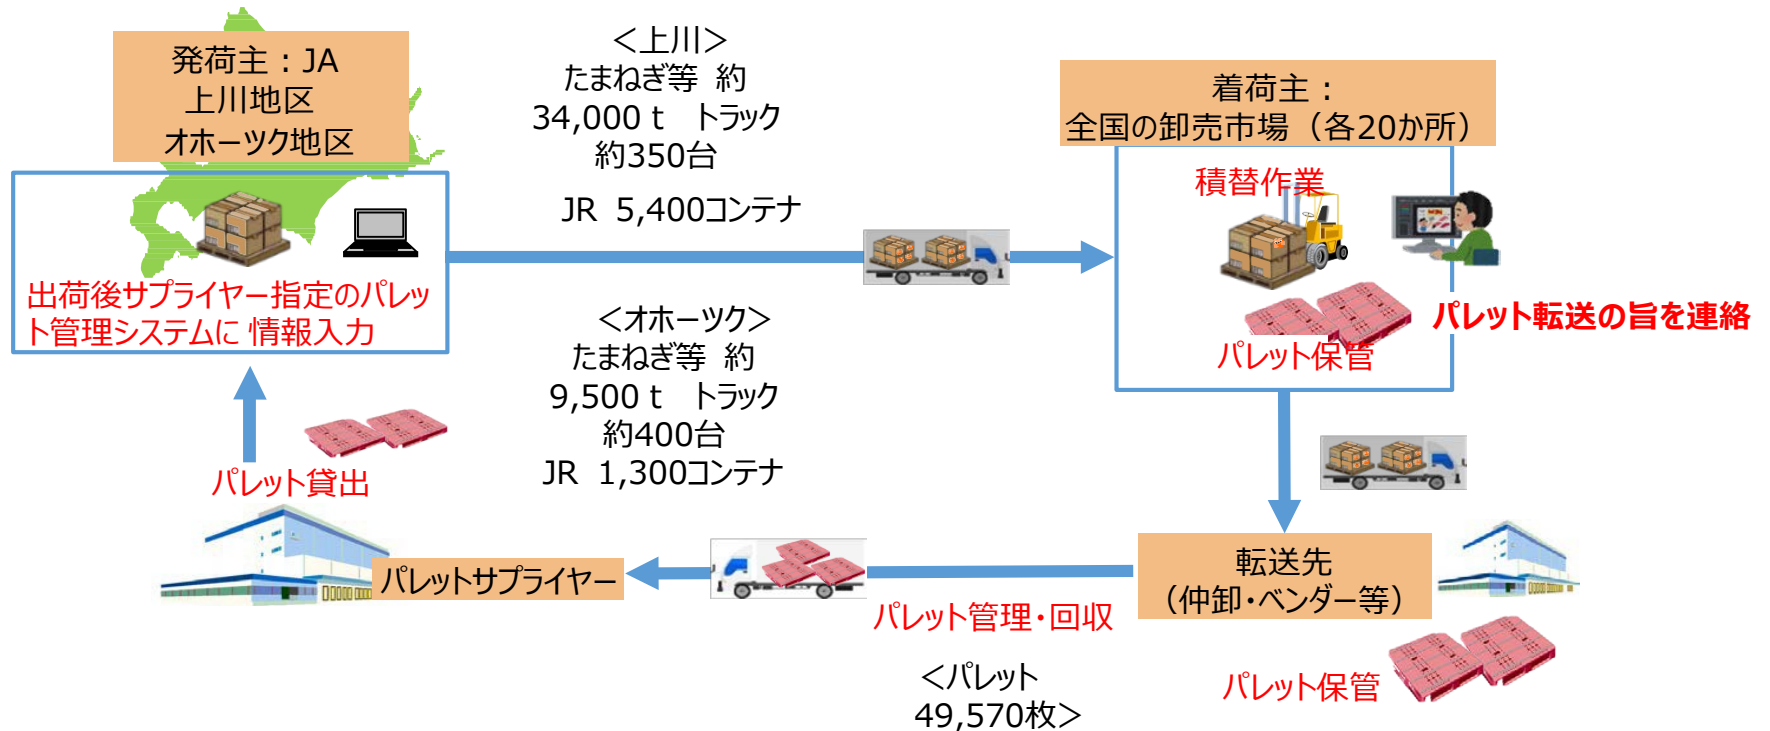 発荷主：JA
上川地区
オホーツク地区
出荷後サプライヤー指定のパレッ
ト管理システムに 情報入力
パレット貸出
パレットサプライヤー
＜上川＞
たまねぎ等 約
34,000ｔ トラック
約350台
JR 5,400コンテナ
＜オホーツク＞
たまねぎ等 約
9,500ｔ トラック
約400台
JR 1,300コンテナ
着荷主：
全国の卸売市場（各20か所）
積替作業
パレット保管
パレット転送の旨を連絡
転送先
（仲卸・ベンダー等）
パレット保管
パレット管理・回収
＜パレット
49,570枚＞